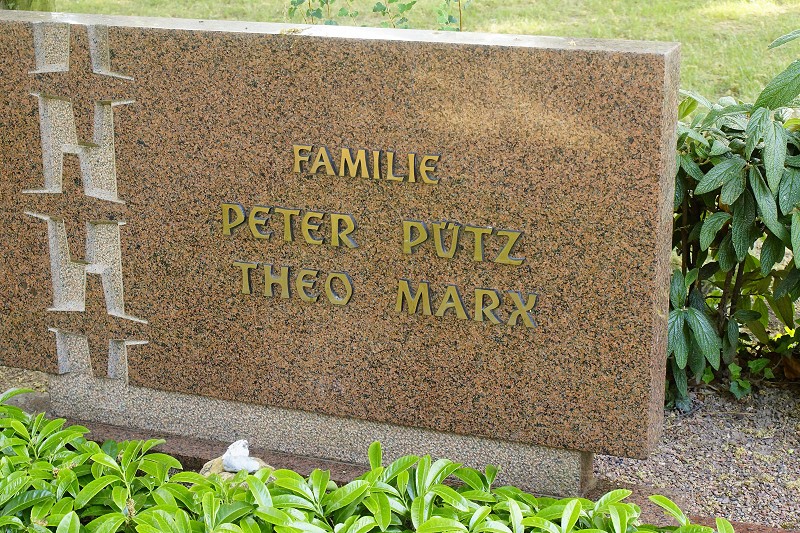 FAMILIE
PETER PÜTZ
THEO MARX